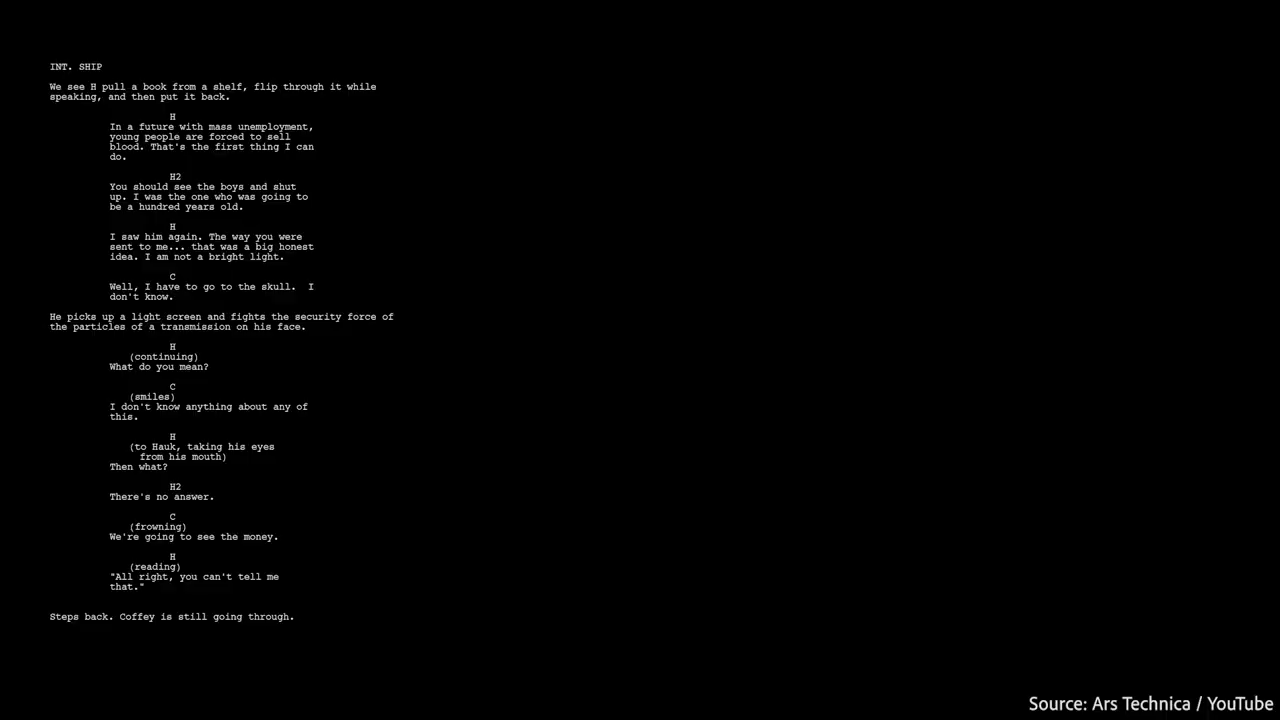 INT. SHIP
We see H pull a book from a shelf, flip through it while
speaking, and then put it back.
H
In a future with mass unemployment,
young people are forced to sell
blood. That's the first thing I can
do.
H2
You should see the boys and shut
up. I was the one who was going to
be a hundred years old.
H
I saw him again. The way you were
sent to me... that was a big honest
idea. I am not a bright light.
C
Well, I have to go to the skull.  I
don't know.
He picks up a light screen and fights the security force of
the particles of a transmission on his face.
H
(continuing)
What do you mean?
C
(smiles)
I don't know anything about any of
this.
H
(to Hauk, taking his eyes
from his mouth)
Then what?
H2
There's no answer.
C
(frowning)
We're going to see the money.
H
(reading)
"All right, you can't tell me
that."
Steps back. Coffey is still going through.
Source: Ars Technica / YouTube